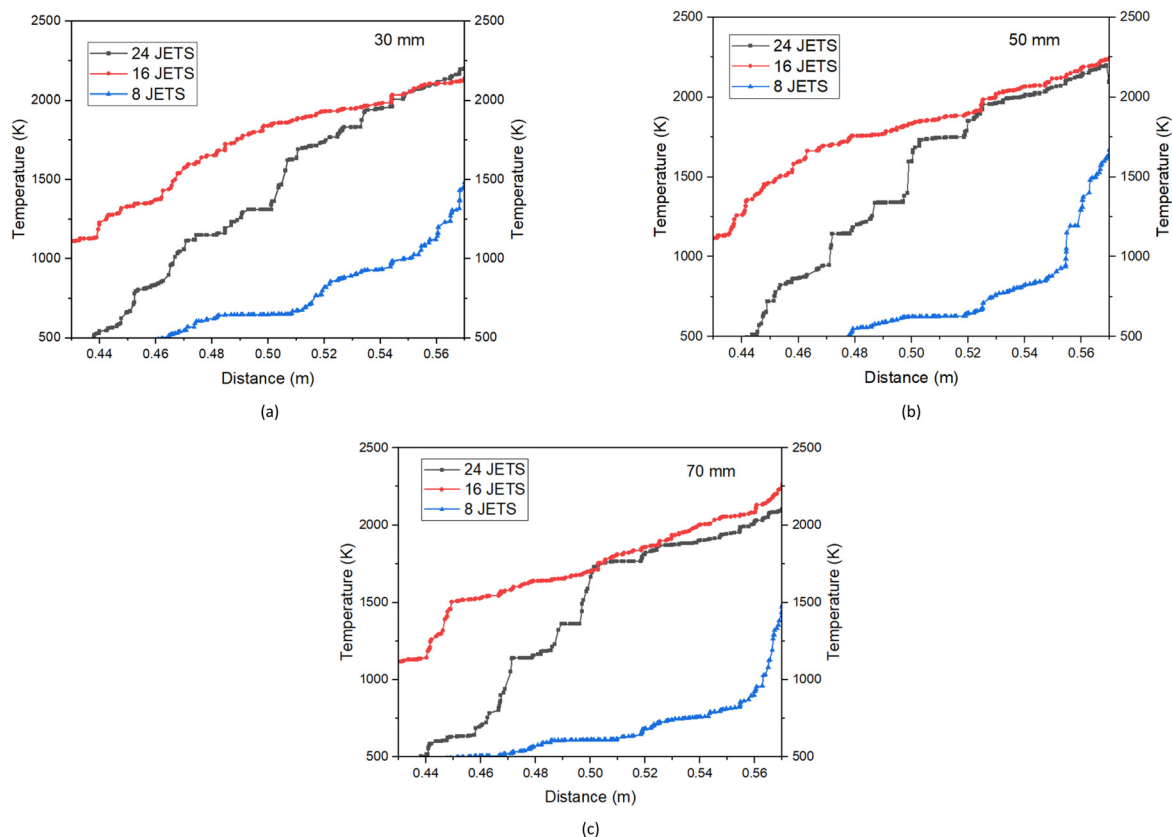 2500
2000
1500
1000
500
Temperature (K)
24 JETS
16 JETS
8 JETS
30 mm
2500
2000
1500
1000
500
Temperature (K)
0.44 0.46 0.48 0.50 0.52 0.54 0.56
Distance (m)
(a)
2500
2000
1500
1000
500
Temperature (K)
24 JETS
16 JETS
8 JETS
50 mm
2500
2000
1500
1000
500
Temperature (K)
0.44 0.46 0.48 0.50 0.52 0.54 0.56
Distance (m)
(b)
2500
2000
1500
1000
500
Temperature (K)
24 JETS
16 JETS
8 JETS
70 mm
2500
2000
1500
1000
500
Temperature (K)
0.44 0.46 0.48 0.50 0.52 0.54 0.56
Distance (m)
(c)